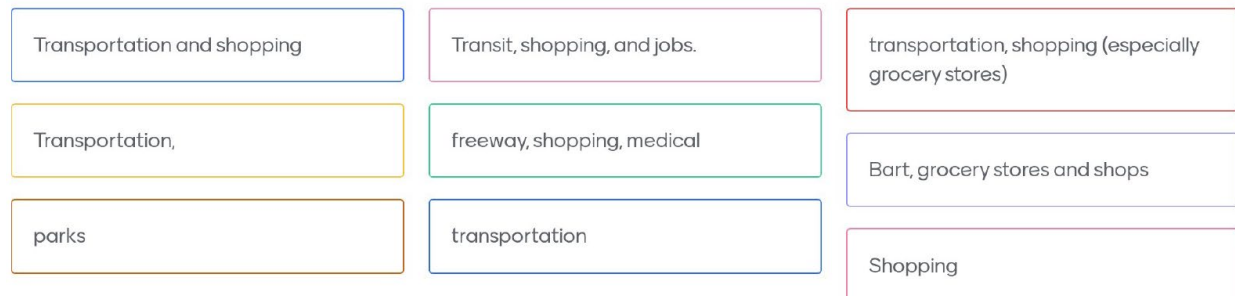 Transportation and shopping
Transportation,
parks
Transit, shopping, and jobs.
freeway, shopping, medical
transportation
transportation, shopping (especially
grocery stores)
Bart, grocery stores and shops
Shopping